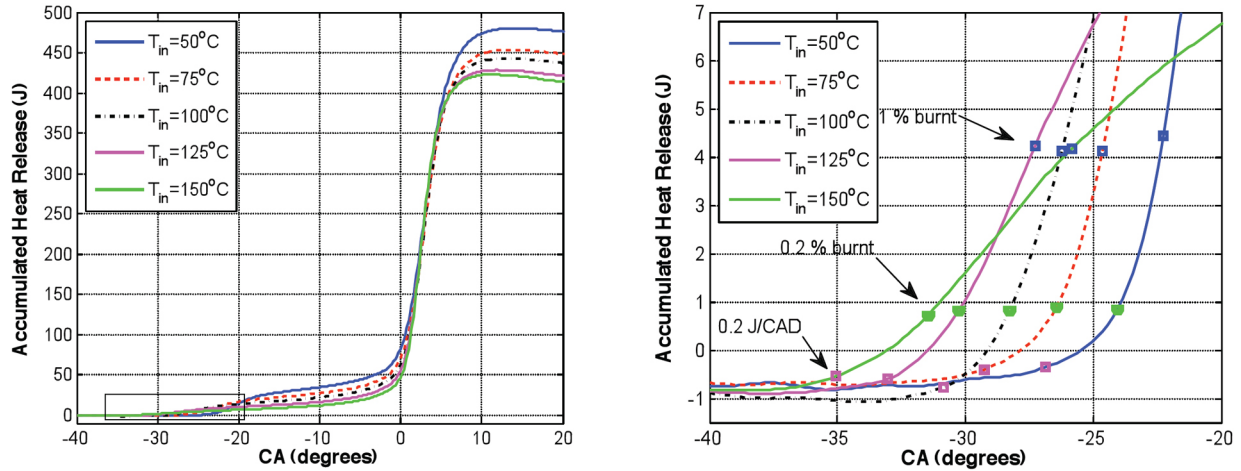 Accumulated Heat Release (J)
500
450
400
350
300
250
200
150
100
50
0
T_in=50°C
T_in=75°C
T_in=100°C
T_in=125°C
T_in=150°C
-40
-30
-20
-10
0
10
20
CA (degrees)
Accumulated Heat Release (J)
7
6
5
4
3
2
1
0
-1
T_in=50°C
T_in=75°C
T_in=100°C
T_in=125°C
T_in=150°C
1 % burnt
0.2 % burnt
0.2 J/CAD
-40
-35
-30
-25
-20
CA (degrees)